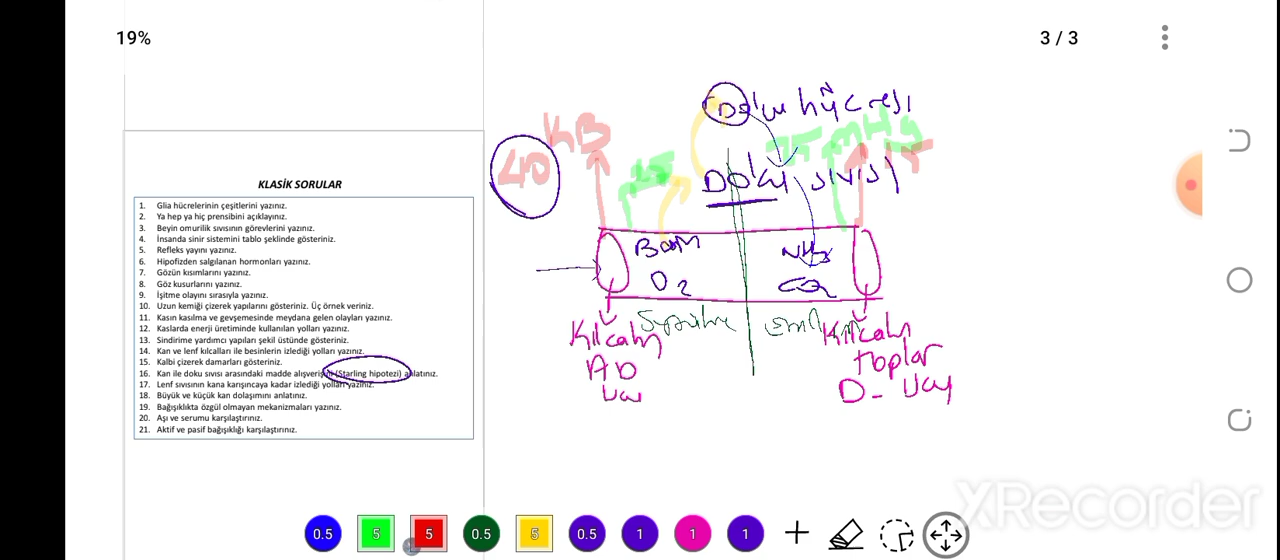 19%
3 / 3
KLASİK SORULAR
1. Glia hücrelerinin çeşitlerini yazınız.
2. Ya hep ya hiç prensibini açıklayınız.
3. Beyin omurilik sıvısının görevlerini yazınız.
4. İnsanda sinir sistemini tablo şeklinde gösteriniz.
5. Refleks yayını yazınız.
6. Hipofizden salgılanan hormonları yazınız.
7. Gözün kısımlarını yazınız.
8. Göz kusurlarını yazınız.
9. İşitme olayını sırasıyla yazınız.
10. Uzun kemiği çizerek yapılarını gösteriniz. Üç örnek veriniz.
11. Kasın kasılma ve gevşemesinde meydana gelen olayları yazınız.
12. Kaslarda enerji üretiminde kullanılan yolları yazınız.
13. Sindirime yardımcı yapıları şekil üstünde gösteriniz.
14. Kan ve lenf kılcalları ile besinlerin izlediği yolları yazınız.
15. Kalbi çizerek damarları gösteriniz.
16. Kan ile doku sıvısı arasındaki madde alışverişini (Starling hipotezi) anlatınız.
17. Lenf sıvısının kana karışıncaya kadar izlediği yolları yazınız.
18. Büyük ve küçük kan dolaşımını anlatınız.
19. Bağışıklıkta özgül olmayan mekanizmaları yazınız.
20. Aşı ve serumu karşılaştırınız.
21. Aktif ve pasif bağışıklığı karşılaştırınız.
Doku hücresi
KB
40
Doku sıvısı
O2
NH3
CO2
Kılcalın
AD
Ucu
Kılcalın
toplar
D. Ucu
0.5 5 5 0.5 5 0.5 1 1 1
XRecorder